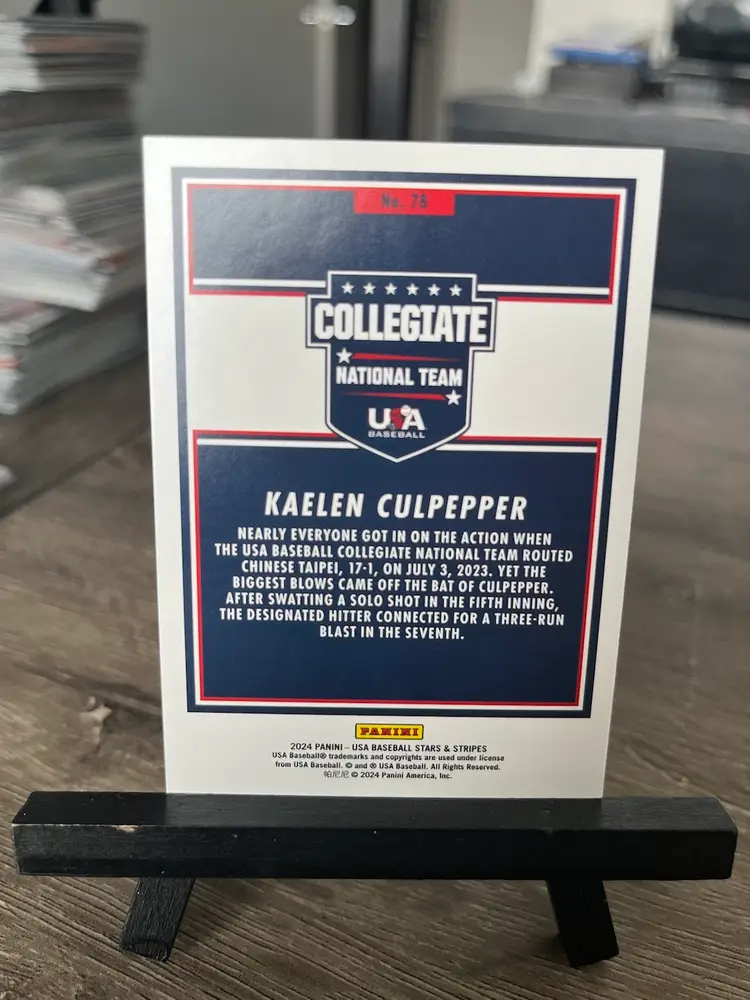 No. 78
COLLEGIATE
NATIONAL TEAM
USA
BASEBALL
KAELEN CULPEPPER
NEARLY EVERYONE GOT IN ON THE ACTION WHEN
THE USA BASEBALL COLLEGIATE NATIONAL TEAM ROUTED
CHINESE TAIPEI, 17-1, ON JULY 3, 2023. YET THE
BIGGEST BLOWS CAME OFF THE BAT OF CULPEPPER.
AFTER SWATTING A SOLO SHOT IN THE FIFTH INNING,
THE DESIGNATED HITTER CONNECTED FOR A THREE-RUN
BLAST IN THE SEVENTH.
PANINI
2024 PANINI – USA BASEBALL STARS & STRIPES
USA Baseball® trademarks and copyrights are used under license
from USA Baseball. © and ® USA Baseball. All Rights Reserved.
帕尼尼 © 2024 Panini America, Inc.